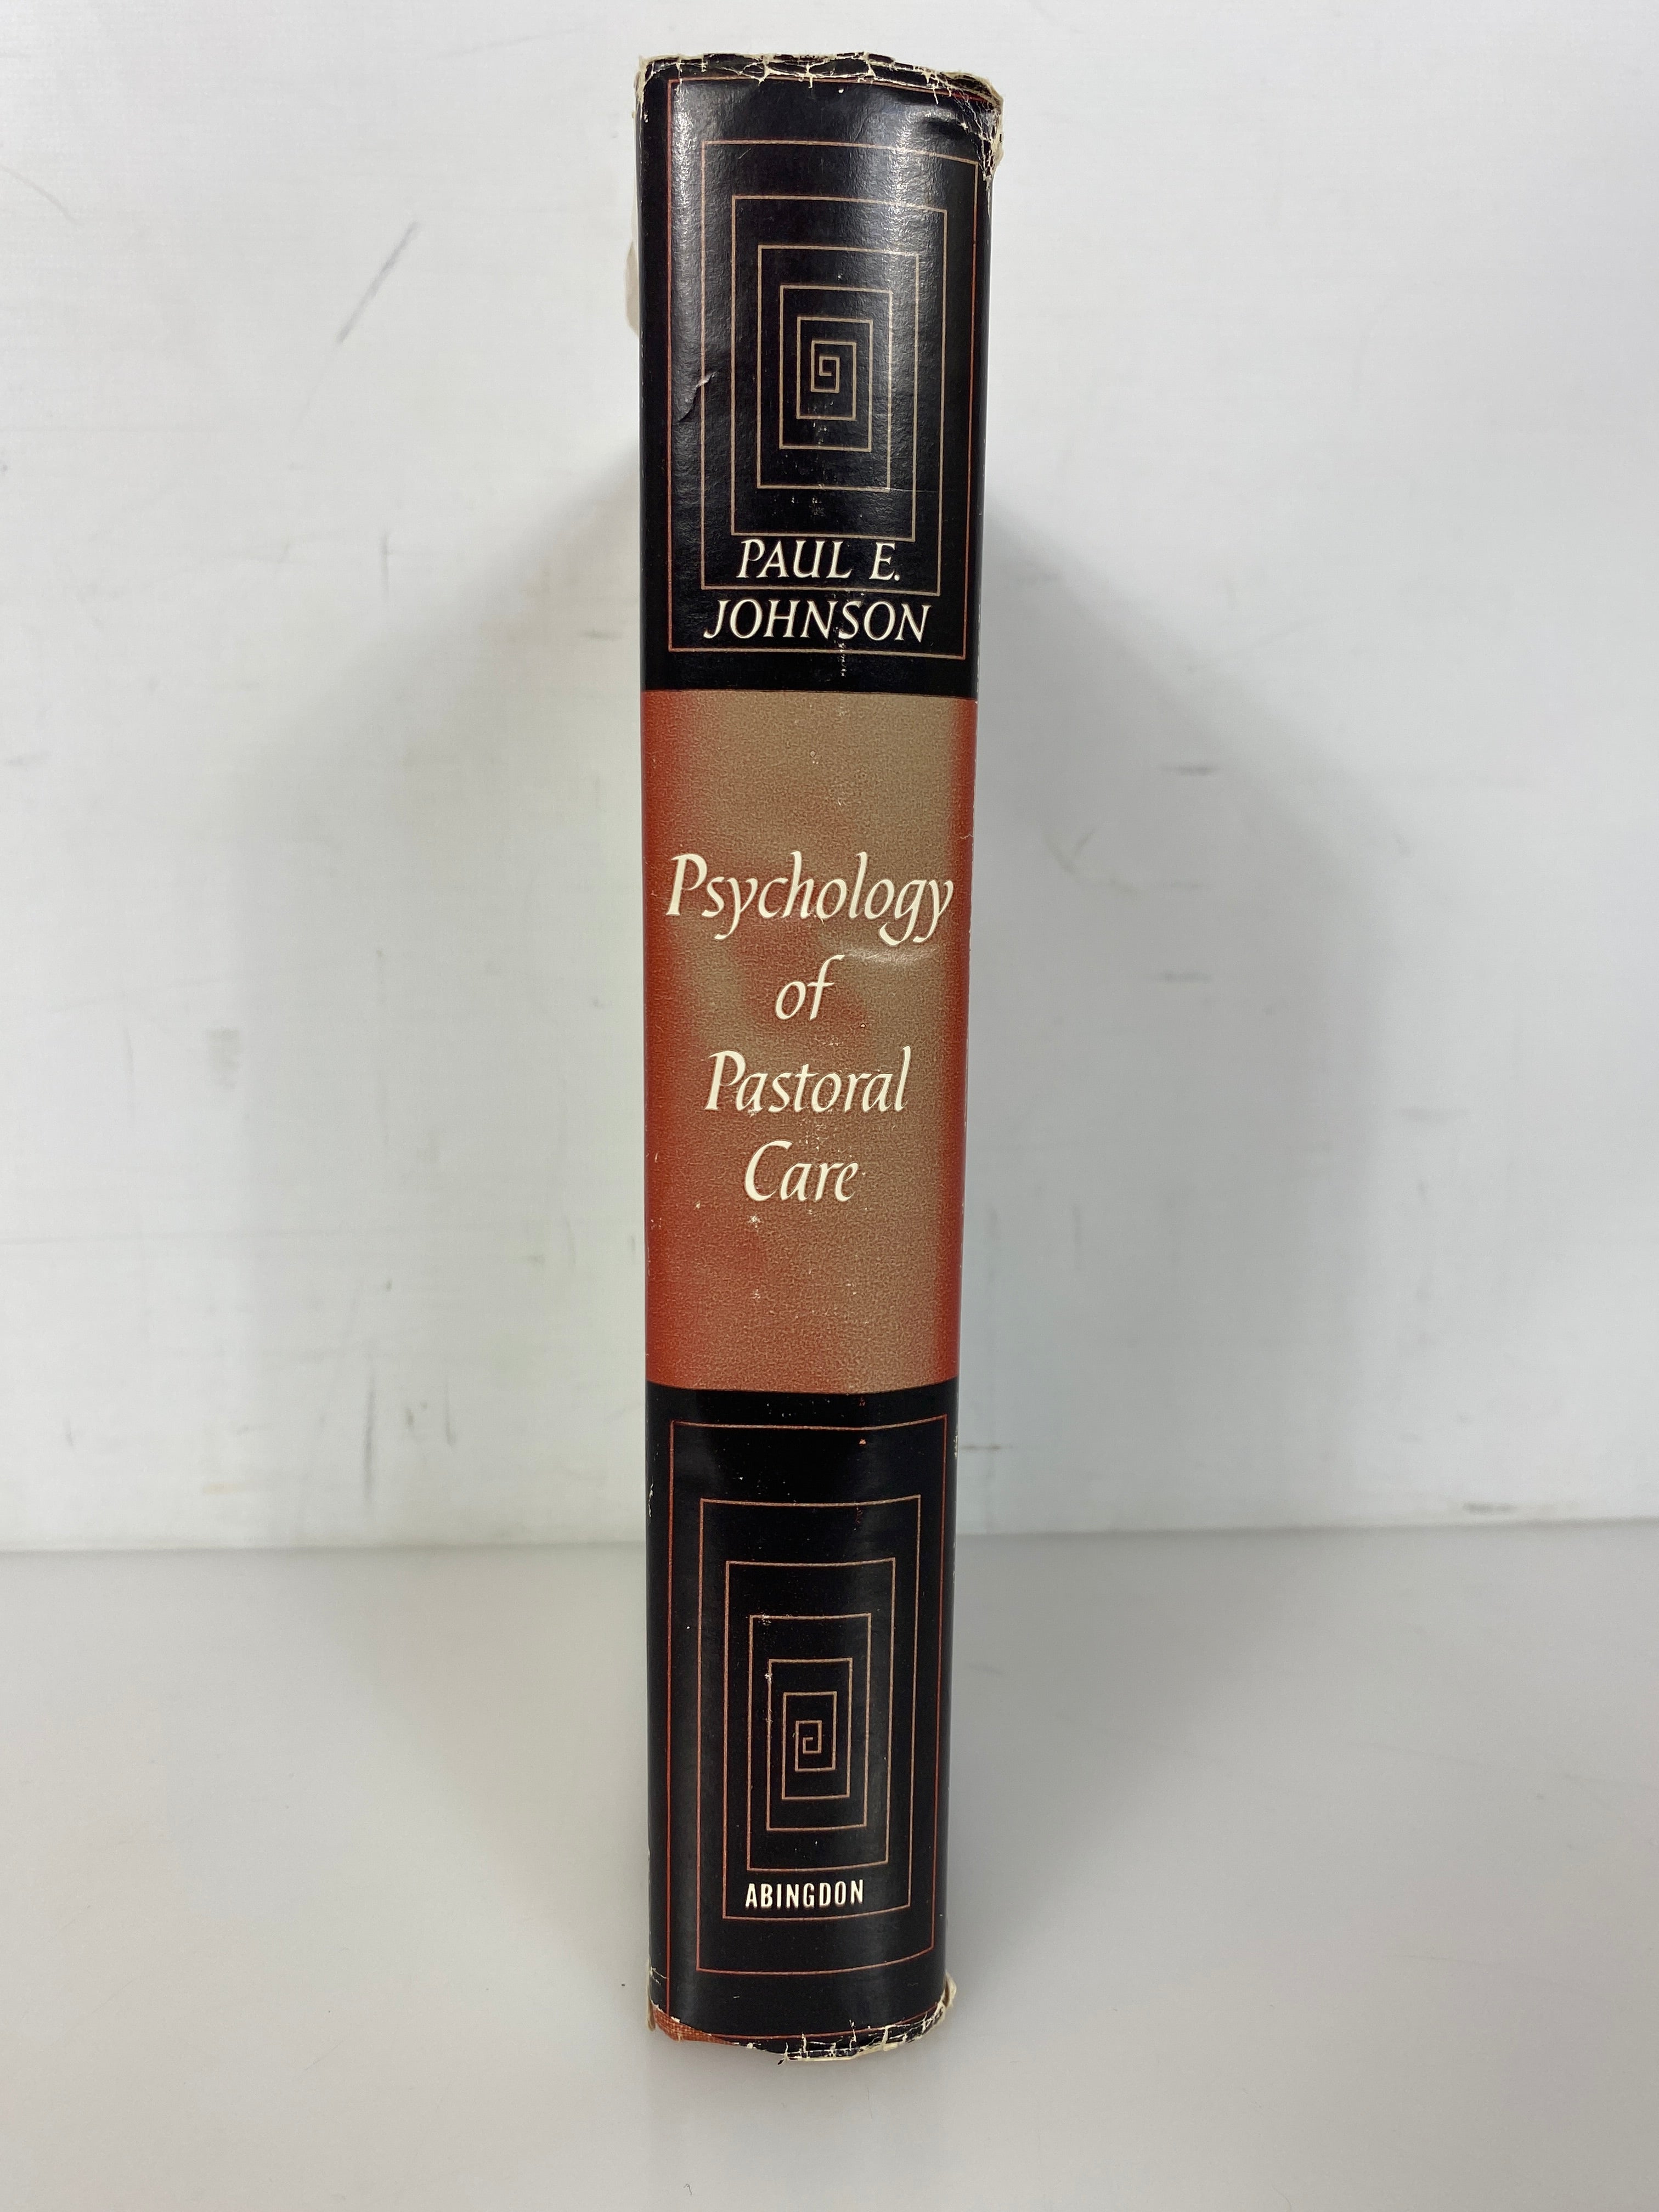 PAUL E.
JOHNSON
Psychology
of
Pastoral
Care
ABINGDON